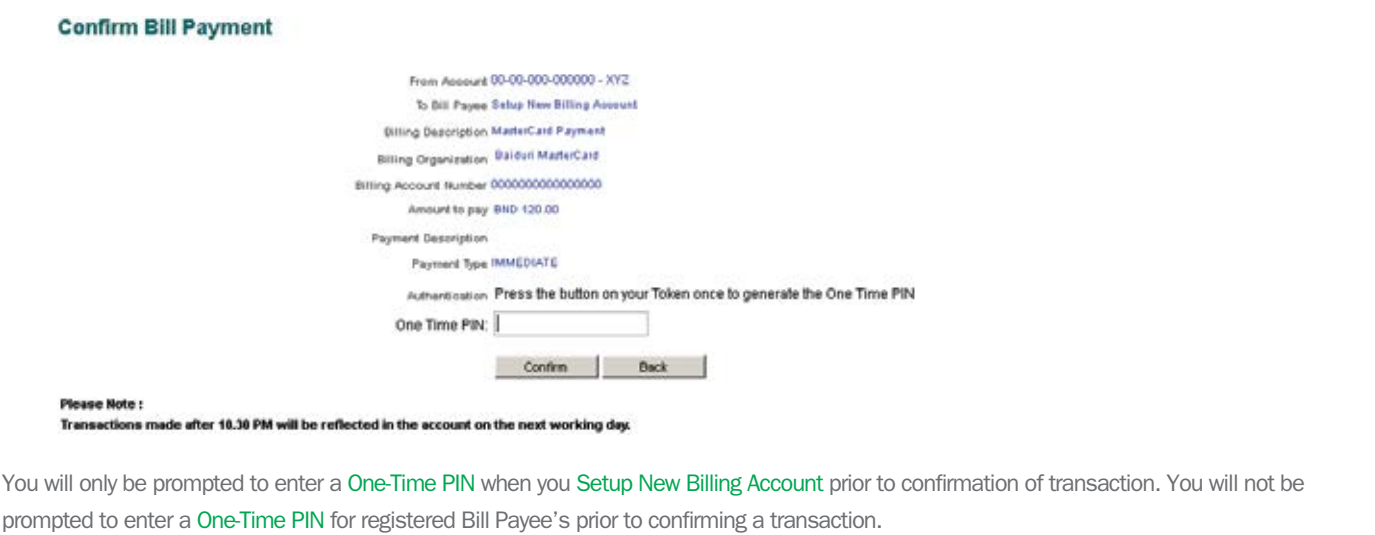 Confirm Bill Payment
From Account 00-00-000-000000 - XYZ
To Bill Payee Setup New Billing Account
Billing Description MasterCard Payment
Billing Organization Baiduri MasterCard
Billing Account Number 0000000000000000
Amount to pay BND 120.00
Payment Description
Payment Type IMMEDIATE
Authentication Press the button on your Token once to generate the One Time PIN
One Time PIN:
Confirm Back
Please Note :
Transactions made after 10.30 PM will be reflected in the account on the next working day.
You will only be prompted to enter a One-Time PIN when you Setup New Billing Account prior to confirmation of transaction. You will not be
prompted to enter a One-Time PIN for registered Bill Payee’s prior to confirming a transaction.